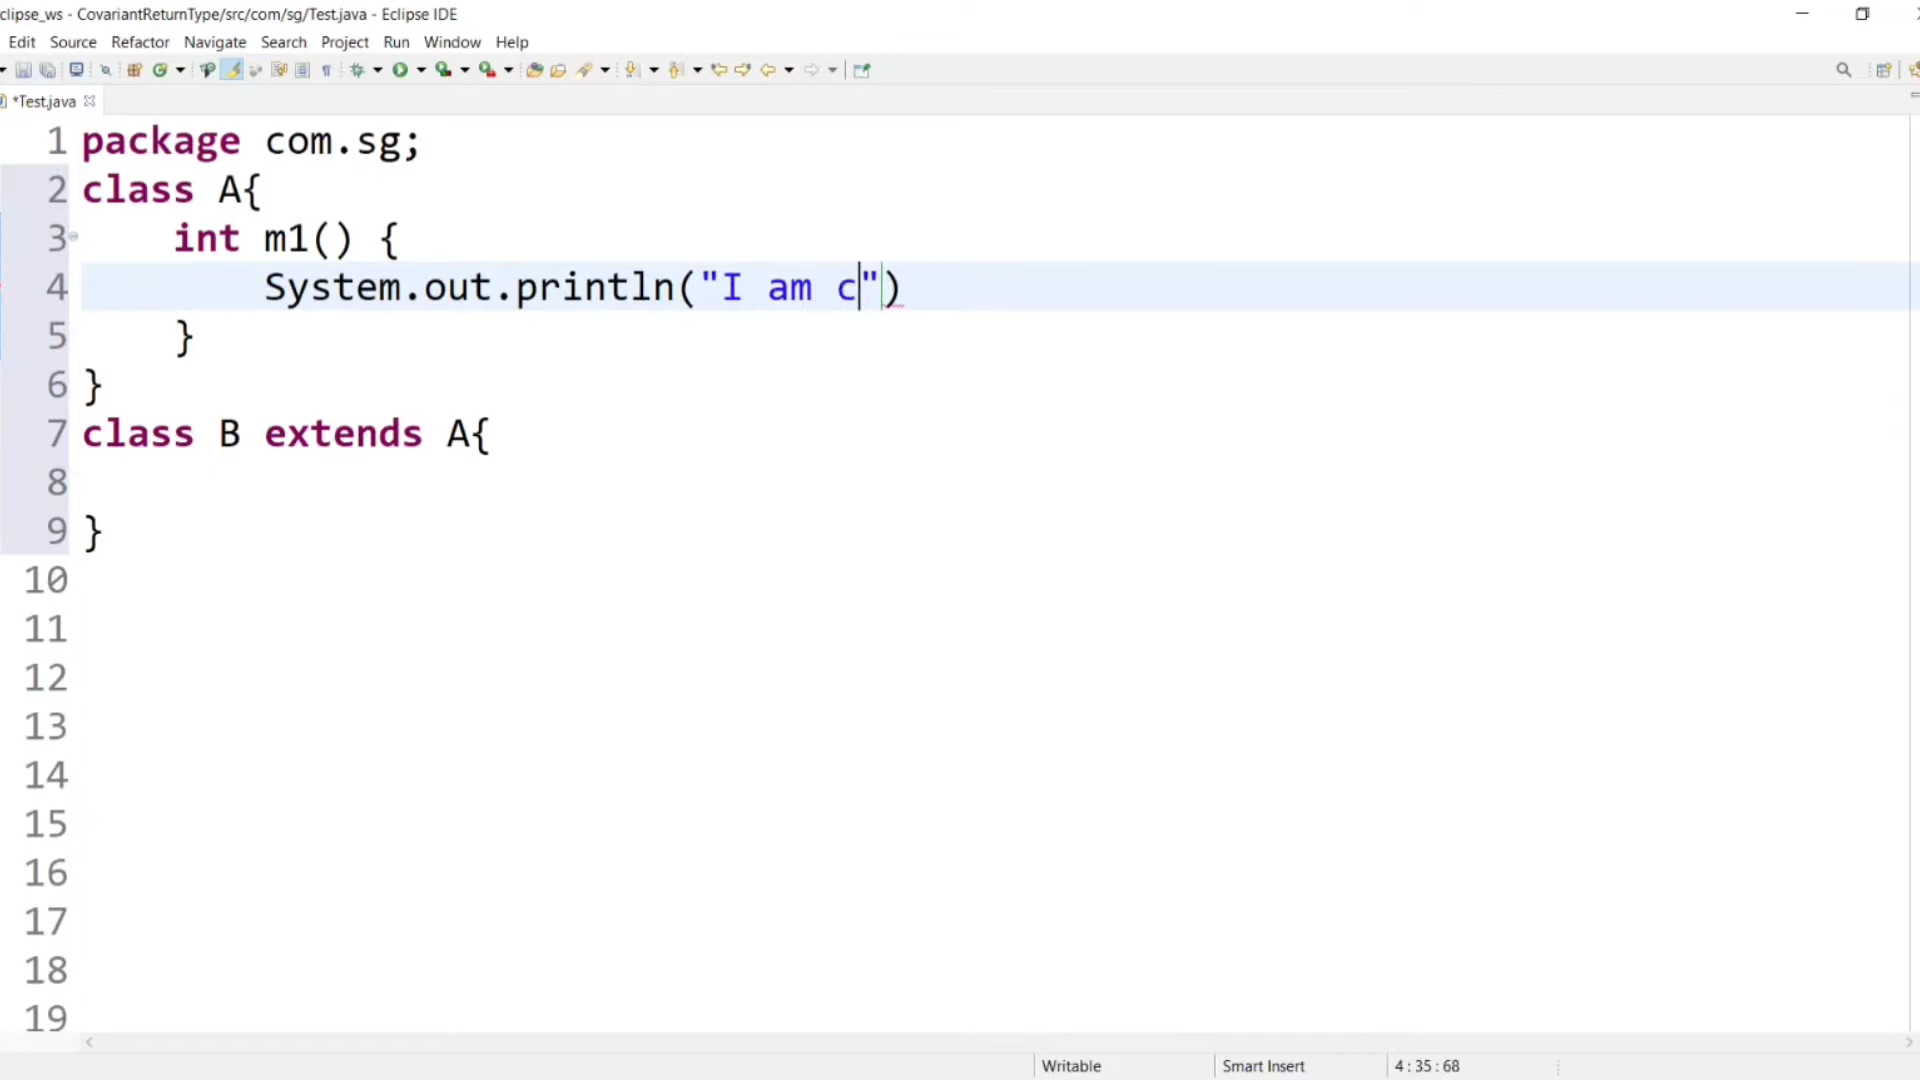 clipse_ws - CovariantReturnType/src/com/sg/Test.java - Eclipse IDE
Edit Source Refactor Navigate Search Project Run Window Help
*Test.java
1 package com.sg;
2 class A{
3 int m1() {
4 System.out.println("I am c")
5 }
6 }
7 class B extends A{
8
9 }
10
11
12
13
14
15
16
17
18
19
Writable Smart Insert 4 : 35 : 68